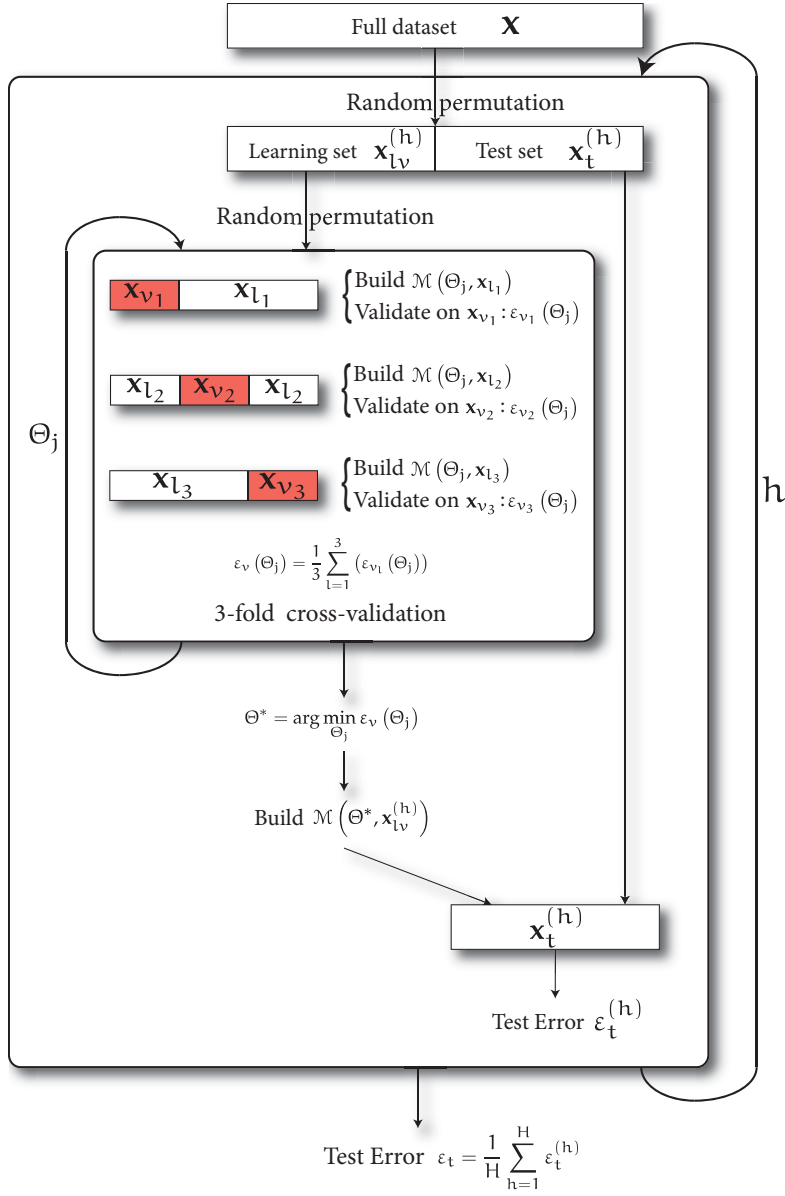 Full dataset X
Random permutation
Learning set x_{lv}^{(h)} Test set x_t^{(h)}
Random permutation
x_{v_1} x_{l_1}
Build ℳ(Θ_j, x_{l_1})
Validate on x_{v_1} : ε_{v_1}(Θ_j)
x_{l_2} x_{v_2} x_{l_2}
Build ℳ(Θ_j, x_{l_2})
Validate on x_{v_2} : ε_{v_2}(Θ_j)
Θ_j
h
x_{l_3} x_{v_3}
Build ℳ(Θ_j, x_{l_3})
Validate on x_{v_3} : ε_{v_3}(Θ_j)
ε_v(Θ_j) = \frac{1}{3} \sum_{l=1}^{3} (ε_{v_l}(Θ_j))
3-fold cross-validation
Θ* = arg min_{Θ_j} ε_v(Θ_j)
Build ℳ(Θ*, x_{lv}^{(h)})
x_t^{(h)}
Test Error ε_t^{(h)}
Test Error ε_t = \frac{1}{H} \sum_{h=1}^{H} ε_t^{(h)}